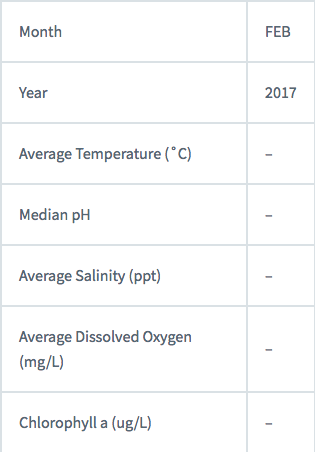 Month FEB
Year 2017
Average Temperature (˚C) –
Median pH –
Average Salinity (ppt) –
Average Dissolved Oxygen
(mg/L) –
Chlorophyll a (ug/L) –